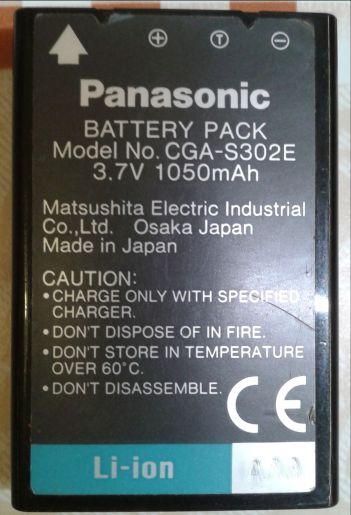 + T −
Panasonic
BATTERY PACK
Model No. CGA-S302E
3.7V 1050mAh
Matsushita Electric Industrial
Co.,Ltd. Osaka Japan
Made in Japan
CAUTION:
•CHARGE ONLY WITH SPECIFIED
CHARGER.
•DON'T DISPOSE OF IN FIRE.
•DON'T STORE IN TEMPERATURE
OVER 60°C.
•DON'T DISASSEMBLE.
CE
Li-ion